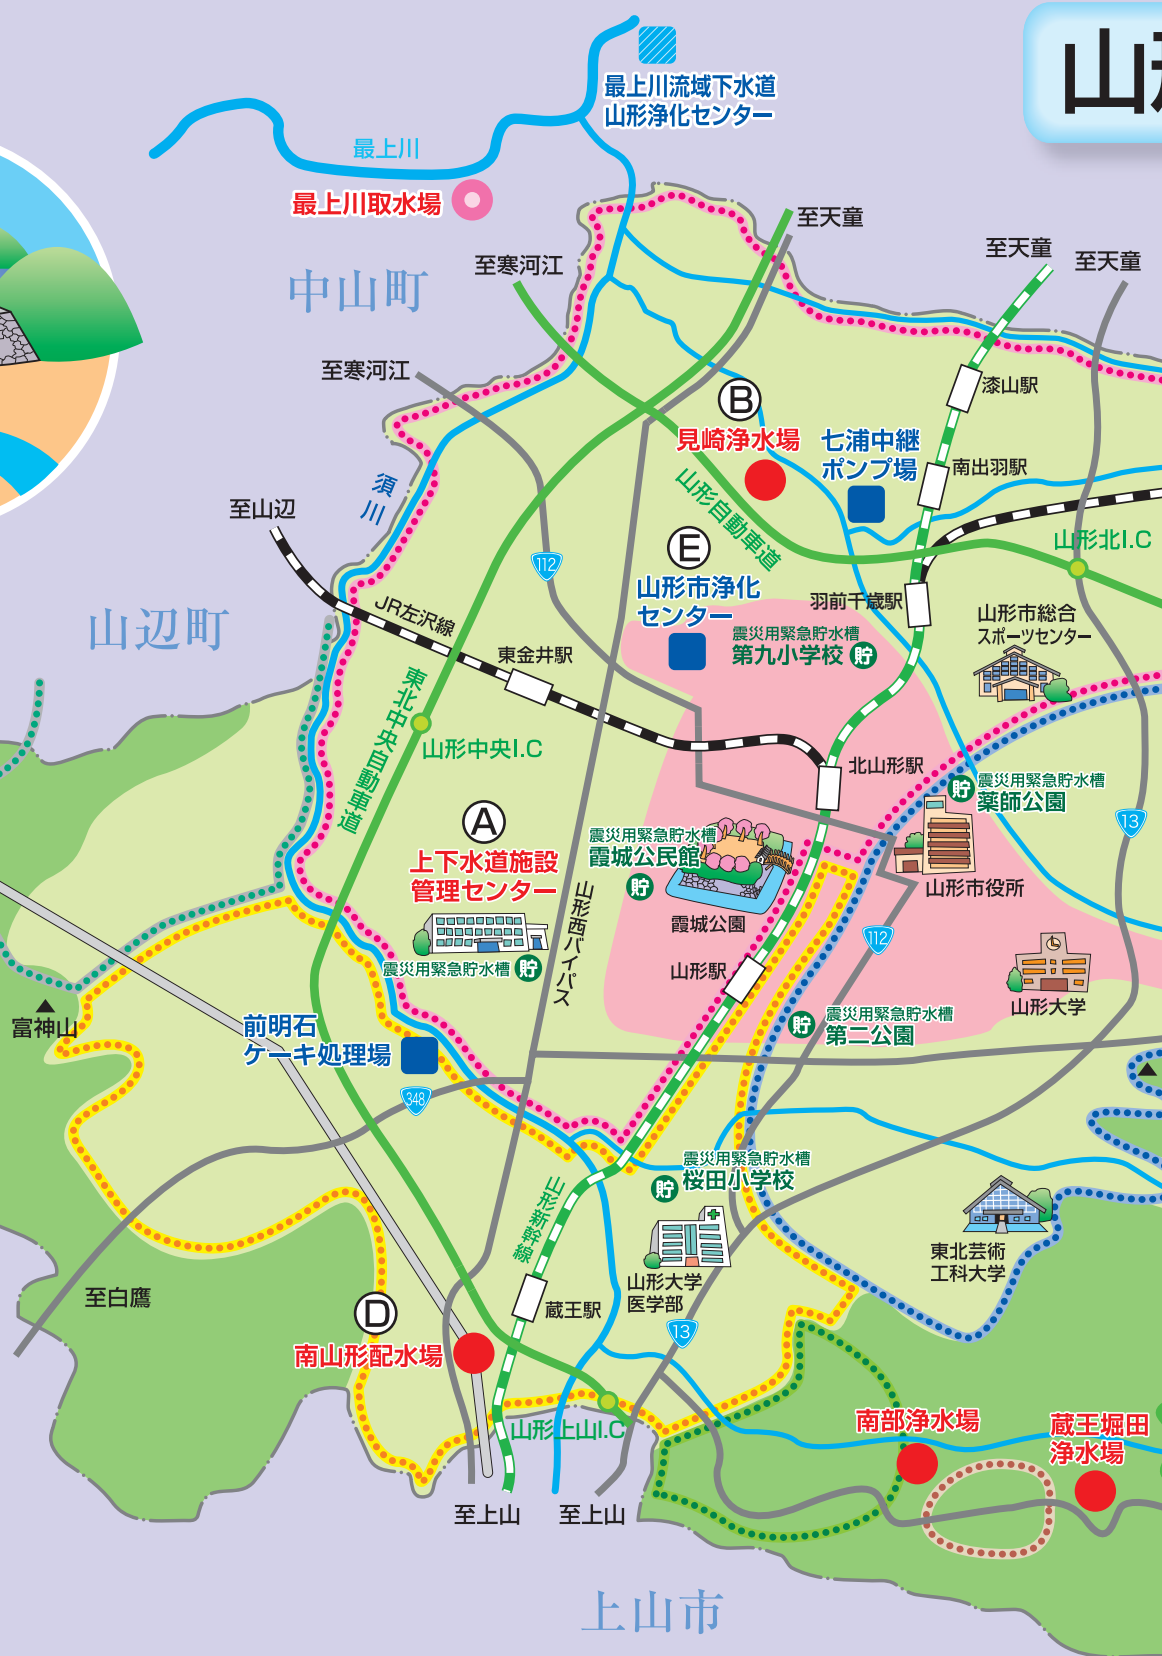 山形
最上川流域下水道
山形浄化センター
最上川
最上川取水場
中山町
至天童
至寒河江
至天童
至天童
至寒河江
漆山駅
B
見崎浄水場
七浦中継
ポンプ場
南出羽駅
須川
山形自動車道
至山辺
山形北I.C
112
E
山形市浄化
センター
羽前千歳駅
山形市総合
スポーツセンター
JR左沢線
山辺町
震災用緊急貯水槽
第九小学校 貯
東金井駅
東北中央自動車道
山形中央I.C
北山形駅
貯 震災用緊急貯水槽
薬師公園
13
A
上下水道施設
管理センター
震災用緊急貯水槽
霞城公民館
貯
山形市役所
山形西バイパス
霞城公園
112
震災用緊急貯水槽 貯
山形駅
山形大学
富神山
前明石
ケーキ処理場
貯 震災用緊急貯水槽
第二公園
348
震災用緊急貯水槽
貯 桜田小学校
山形新幹線
東北芸術
工科大学
山形大学
医学部
至白鷹
D
蔵王駅
13
南山形配水場
山形上山I.C
南部浄水場
蔵王堀田
浄水場
至上山
至上山
上山市